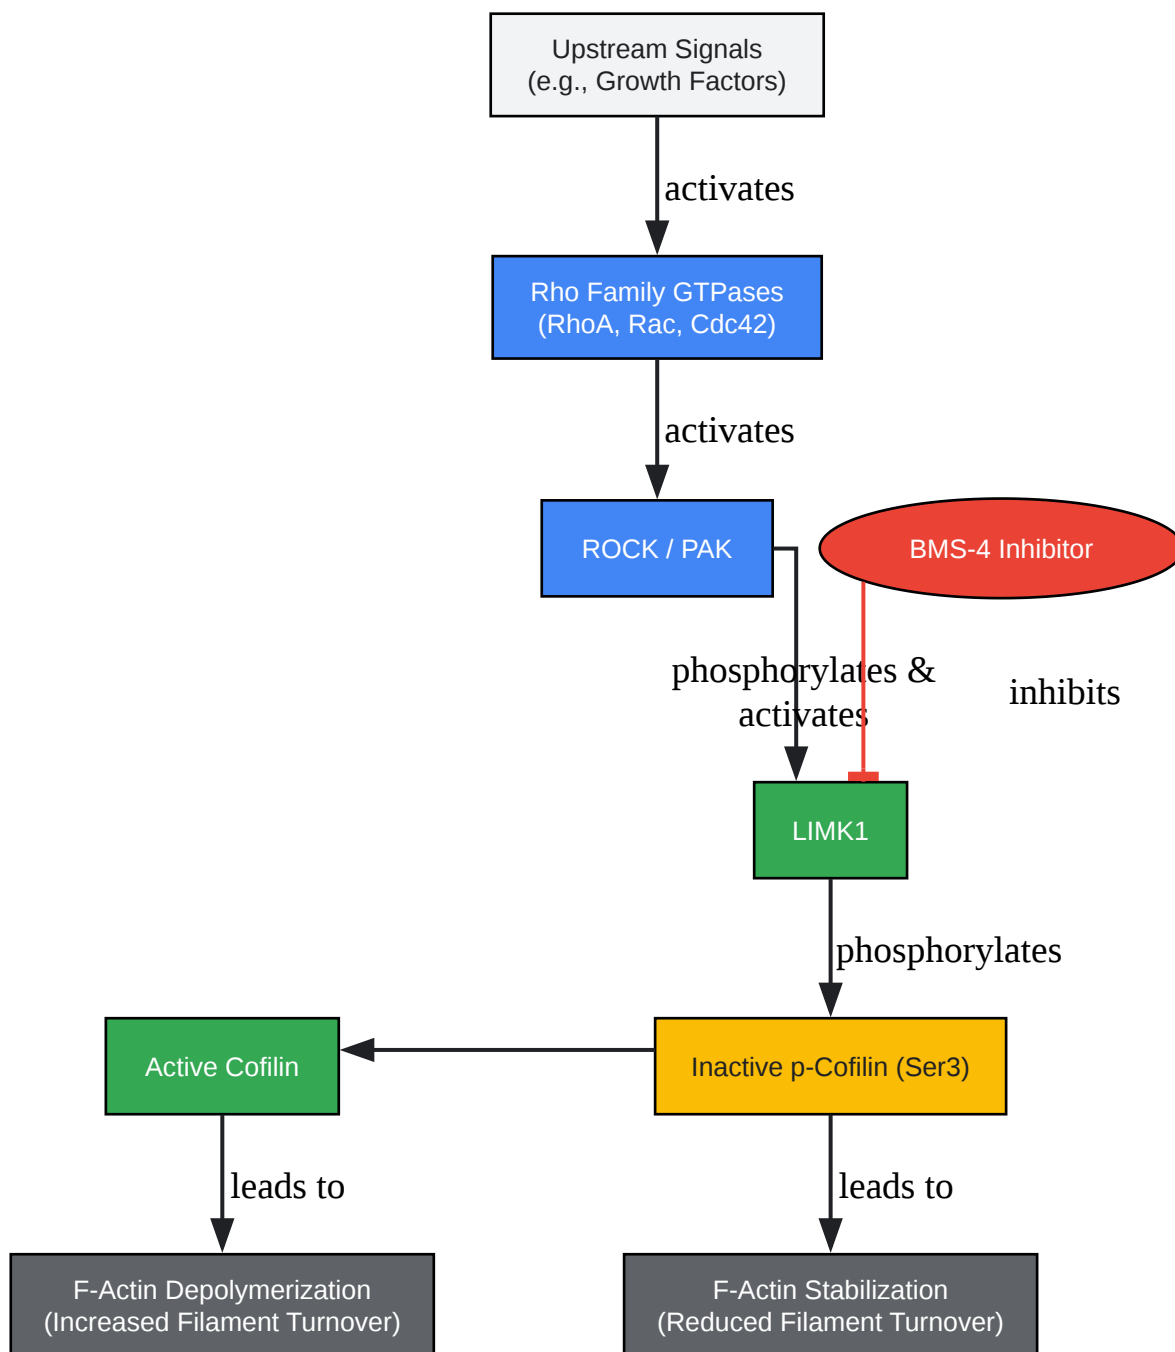 Upstream Signals
(e.g., Growth Factors)
activates
Rho Family GTPases
(RhoA, Rac, Cdc42)
activates
ROCK / PAK
BMS-4 Inhibitor
phosphorylates &
activates
inhibits
LIMK1
phosphorylates
Active Cofilin
Inactive p-Cofilin (Ser3)
leads to
leads to
F-Actin Depolymerization
(Increased Filament Turnover)
F-Actin Stabilization
(Reduced Filament Turnover)